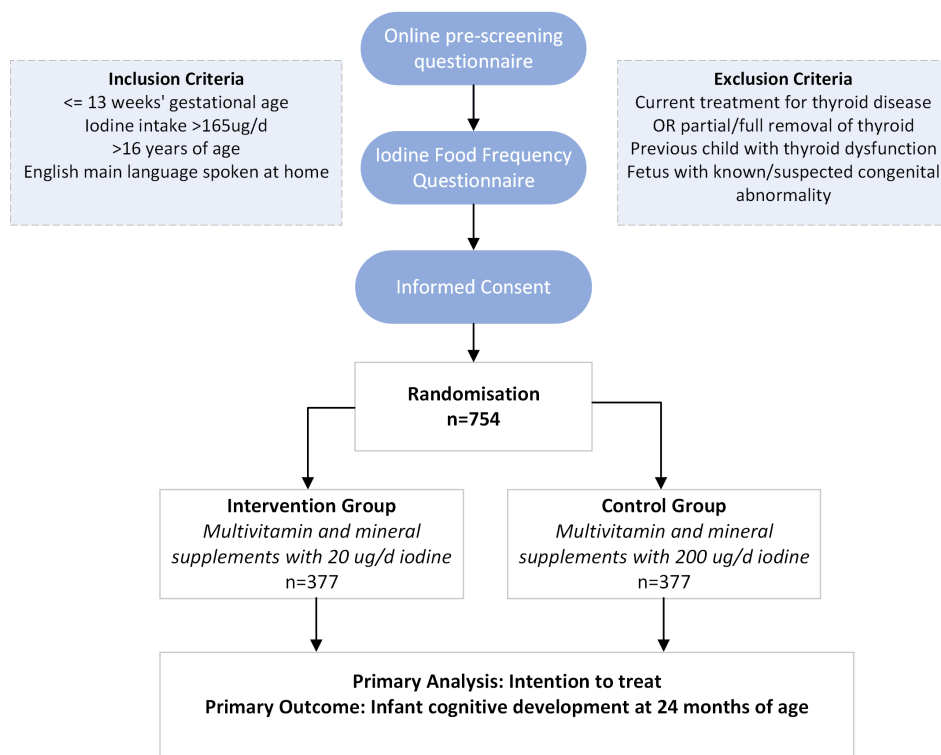 Online pre-screening
questionnaire
Inclusion Criteria
<= 13 weeks' gestational age
Iodine intake >165ug/d
>16 years of age
English main language spoken at home
Exclusion Criteria
Current treatment for thyroid disease
OR partial/full removal of thyroid
Previous child with thyroid dysfunction
Fetus with known/suspected congenital
abnormality
Iodine Food Frequency
Questionnaire
Informed Consent
Randomisation
n=754
Intervention Group
Multivitamin and mineral
supplements with 20 ug/d iodine
n=377
Control Group
Multivitamin and mineral
supplements with 200 ug/d iodine
n=377
Primary Analysis: Intention to treat
Primary Outcome: Infant cognitive development at 24 months of age